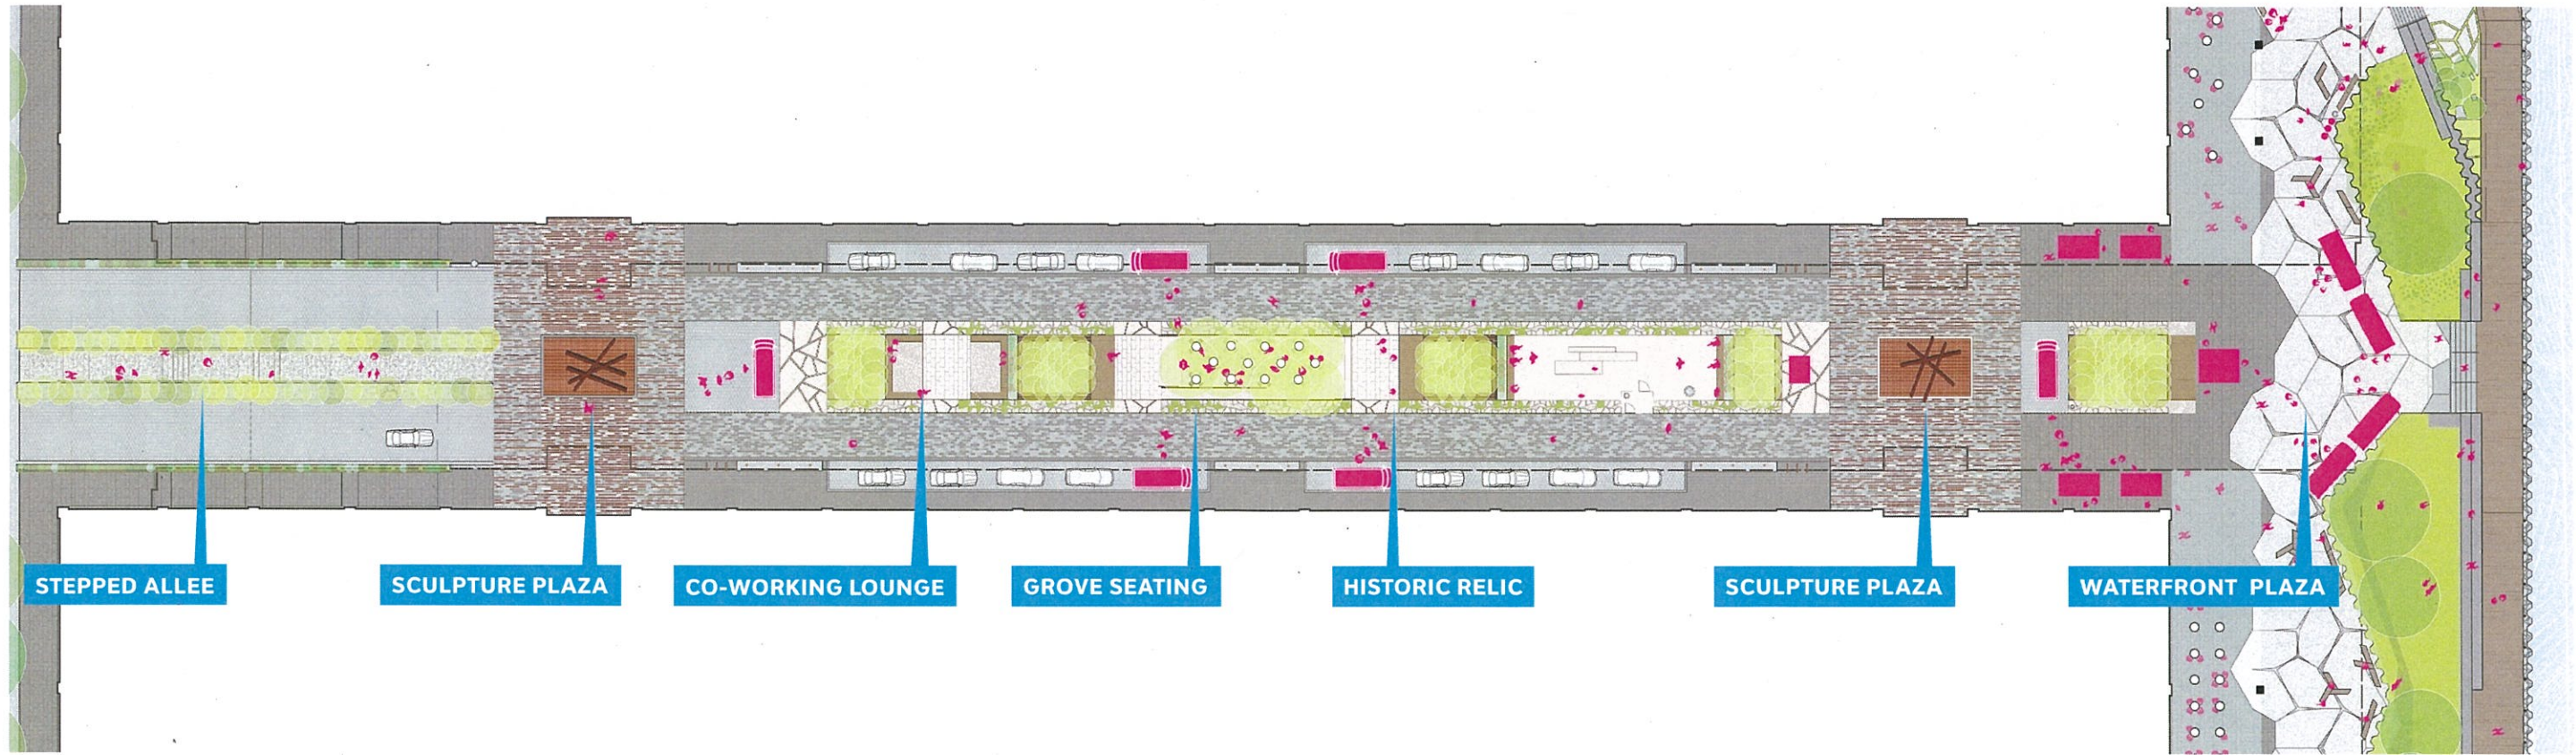 STEPPED ALLEE
SCULPTURE PLAZA
CO-WORKING LOUNGE
GROVE SEATING
HISTORIC RELIC
SCULPTURE PLAZA
WATERFRONT PLAZA